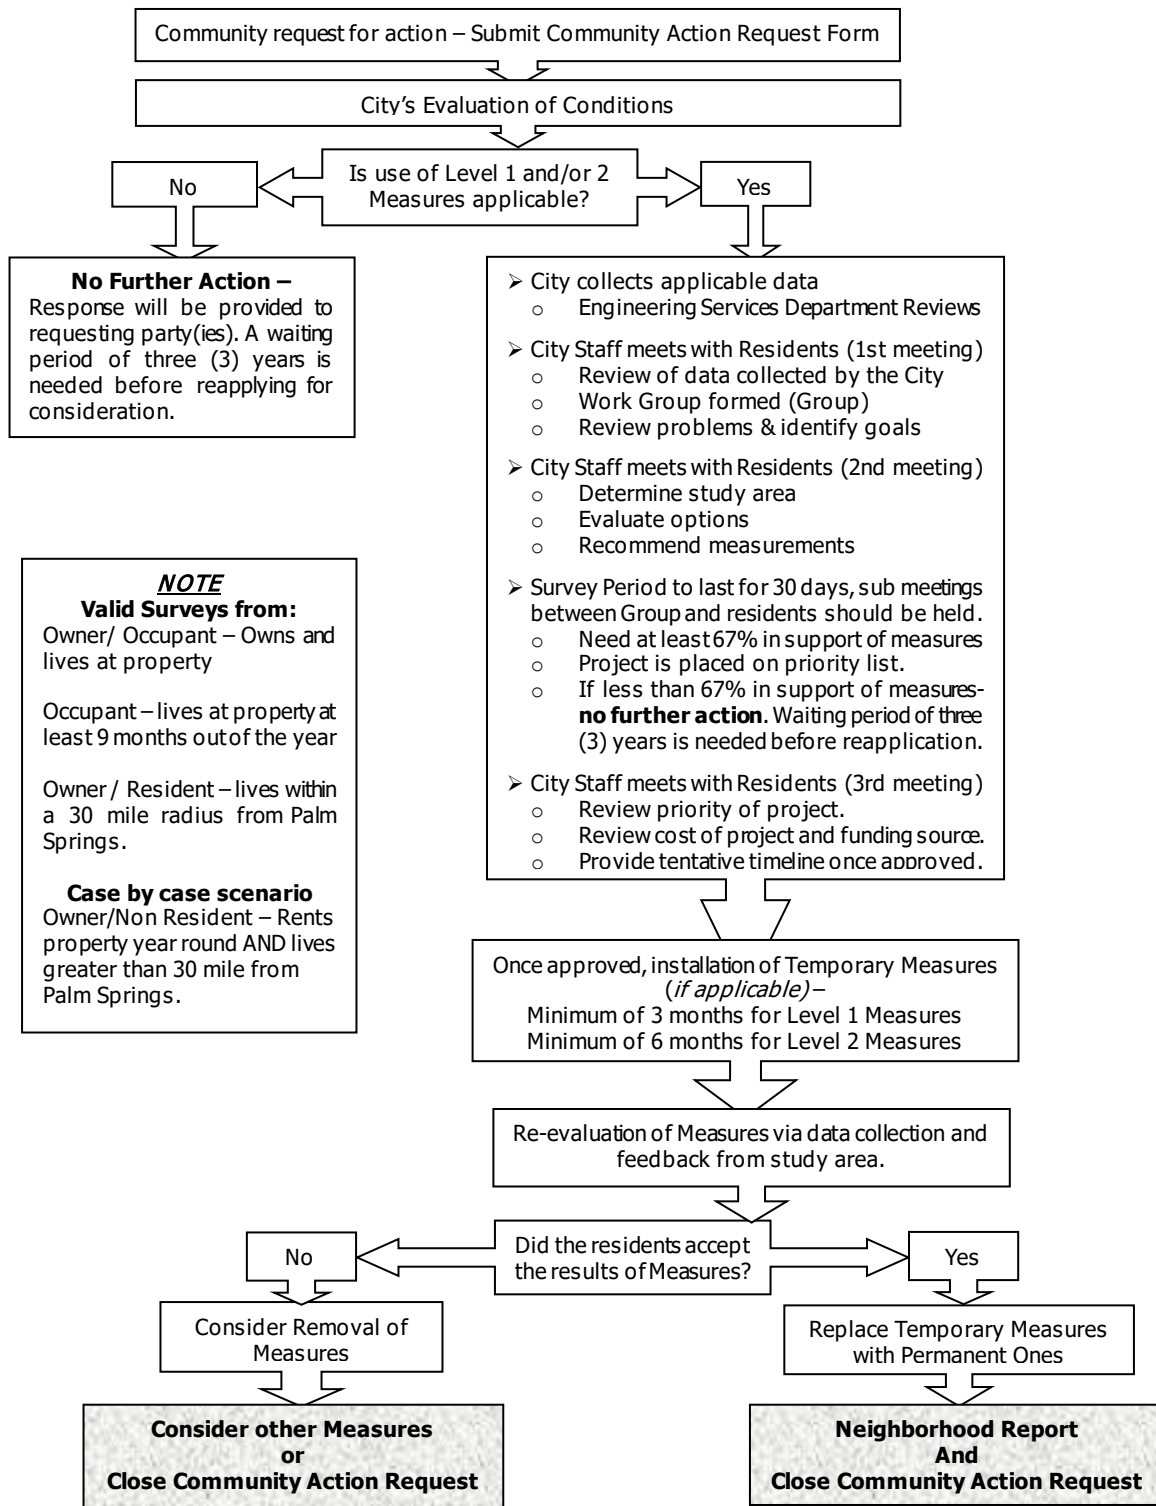 Community request for action – Submit Community Action Request Form
City's Evaluation of Conditions
Is use of Level 1 and/or 2
Measures applicable?
No
Yes
No Further Action –
Response will be provided to
requesting party(ies). A waiting
period of three (3) years is
needed before reapplying for
consideration.
➢ City collects applicable data
o Engineering Services Department Reviews
➢ City Staff meets with Residents (1st meeting)
o Review of data collected by the City
o Work Group formed (Group)
o Review problems & identify goals
➢ City Staff meets with Residents (2nd meeting)
o Determine study area
o Evaluate options
o Recommend measurements
➢ Survey Period to last for 30 days, sub meetings
between Group and residents should be held.
o Need at least 67% in support of measures
o Project is placed on priority list.
o If less than 67% in support of measures-
no further action. Waiting period of three
(3) years is needed before reapplication.
➢ City Staff meets with Residents (3rd meeting)
o Review priority of project.
o Review cost of project and funding source.
o Provide tentative timeline once approved.
NOTE
Valid Surveys from:
Owner/ Occupant – Owns and
lives at property
Occupant – lives at property at
least 9 months out of the year
Owner / Resident – lives within
a 30 mile radius from Palm
Springs.
Case by case scenario
Owner/Non Resident – Rents
property year round AND lives
greater than 30 mile from
Palm Springs.
Once approved, installation of Temporary Measures
(if applicable) –
Minimum of 3 months for Level 1 Measures
Minimum of 6 months for Level 2 Measures
Re-evaluation of Measures via data collection and
feedback from study area.
Did the residents accept
the results of Measures?
No
Yes
Consider Removal of
Measures
Replace Temporary Measures
with Permanent Ones
Consider other Measures
or
Close Community Action Request
Neighborhood Report
And
Close Community Action Request